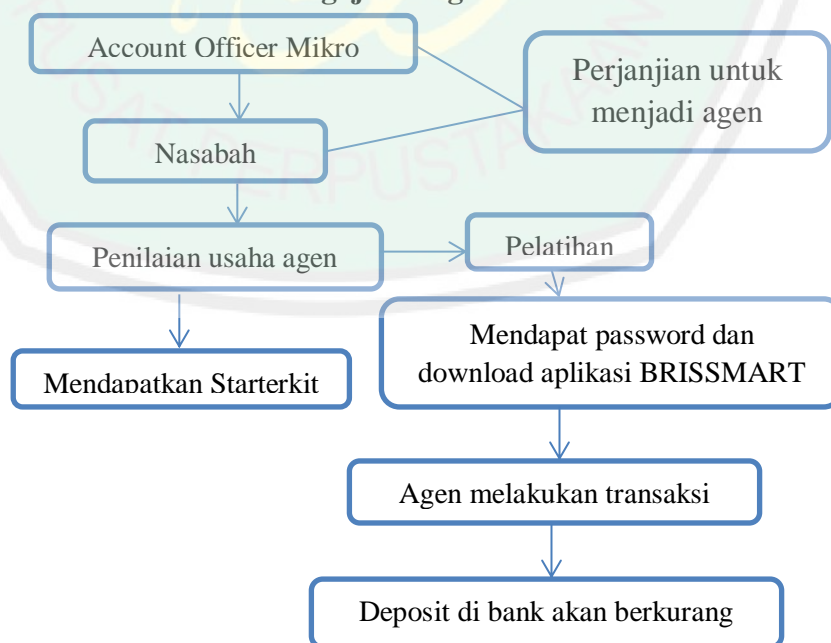 Account Officer Mikro
Perjanjian untuk
menjadi agen
Nasabah
Penilaian usaha agen
Pelatihan
Mendapatkan Starterkit
Mendapat password dan
download aplikasi BRISSMART
Agen melakukan transaksi
Deposit di bank akan berkurang